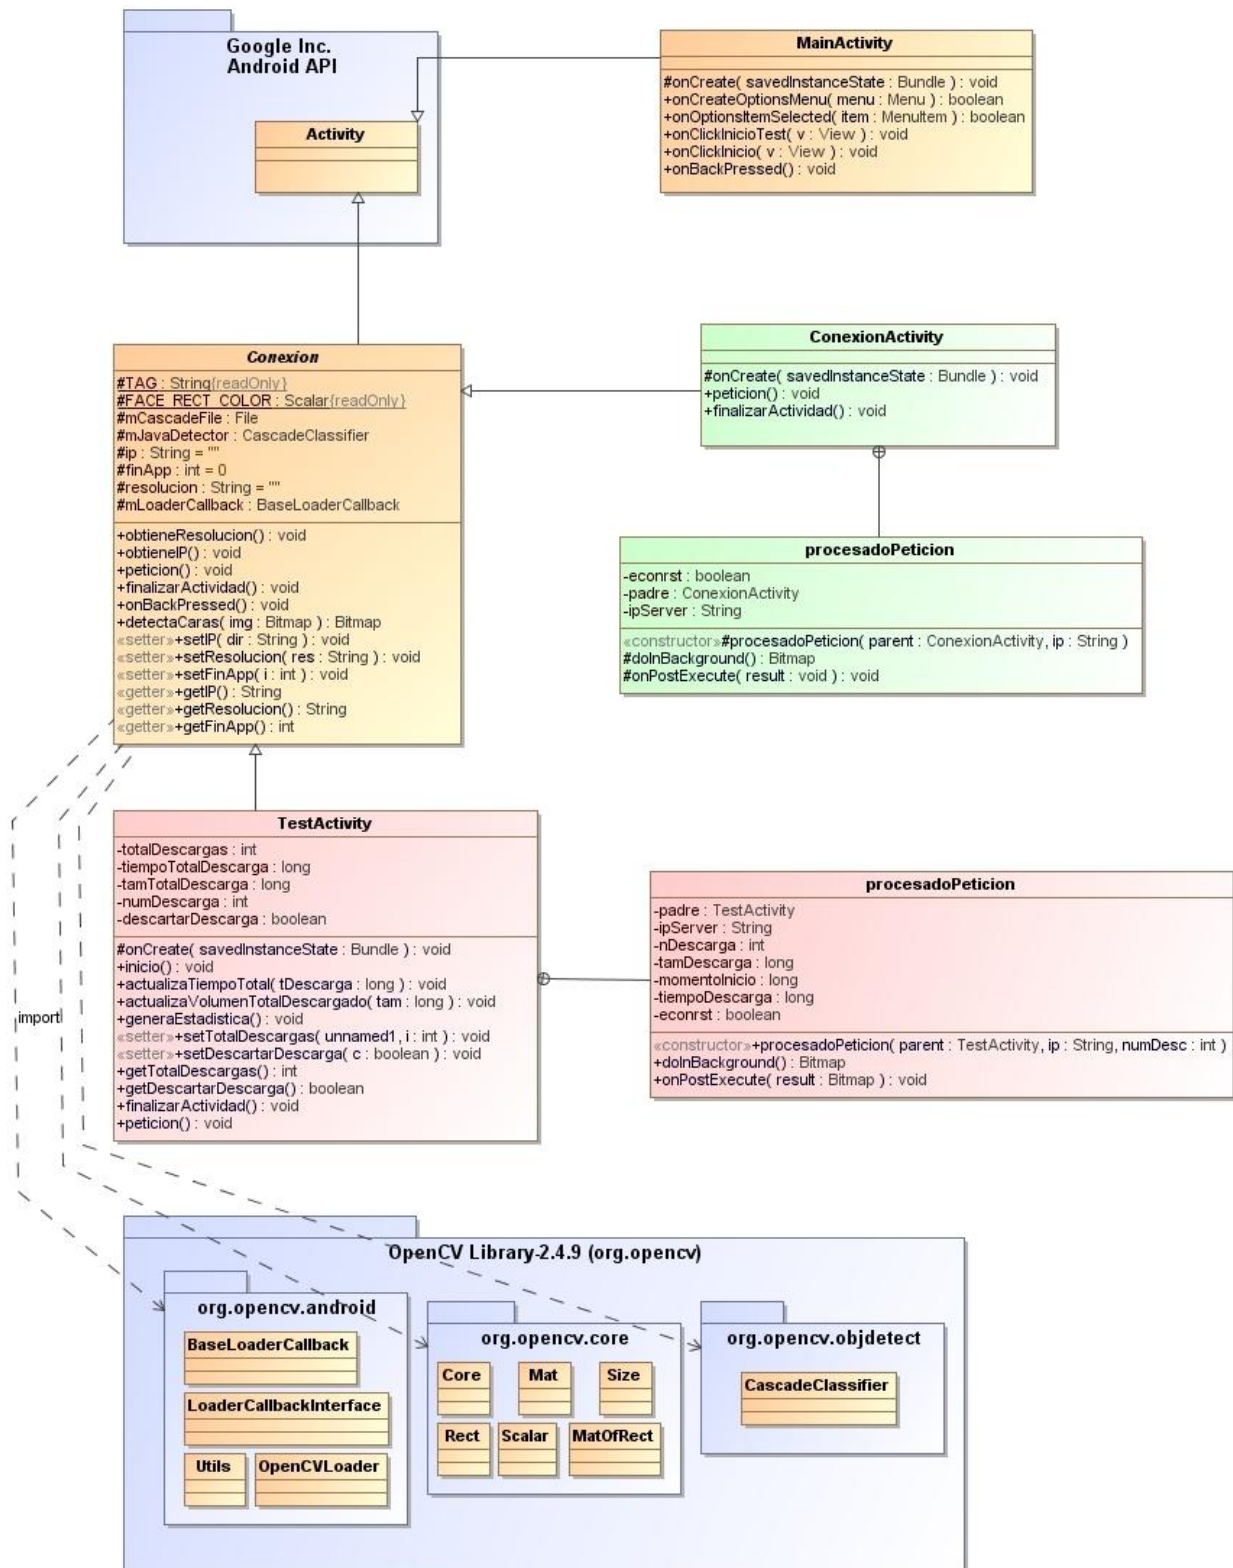 Google Inc.
Android API
Activity
MainActivity
#onCreate( savedInstanceState : Bundle ) : void
+onCreateOptionsMenu( menu : Menu ) : boolean
+onOptionsItemSelected( item : MenuItem ) : boolean
+onClickInicioTest( v : View ) : void
+onClickInicio( v : View ) : void
+onBackPressed() : void
Conexion
#TAG : String{readOnly}
#FACE_RECT_COLOR : Scalar{readOnly}
#mCascadeFile : File
#mJavaDetector : CascadeClassifier
#ip : String = ""
#finApp : int = 0
#resolucion : String = ""
#mLoaderCallback : BaseLoaderCallback
+obtieneResolucion() : void
+obtieneIP() : void
+peticion() : void
+finalizarActividad() : void
+onBackPressed() : void
+detectaCaras( img : Bitmap ) : Bitmap
«setter»+setIP( dir : String ) : void
«setter»+setResolucion( res : String ) : void
«setter»+setFinApp( i : int ) : void
«getter»+getIP() : String
«getter»+getResolucion() : String
«getter»+getFinApp() : int
ConexionActivity
#onCreate( savedInstanceState : Bundle ) : void
+peticion() : void
+finalizarActividad() : void
procesadoPeticion
-econrst : boolean
-padre : ConexionActivity
-ipServer : String
«constructor»#procesadoPeticion( parent : ConexionActivity, ip : String )
#doInBackground() : Bitmap
#onPostExecute( result : void ) : void
TestActivity
-totalDescargas : int
-tiempoTotalDescarga : long
-tamTotalDescarga : long
-numDescarga : int
-descartarDescarga : boolean
#onCreate( savedInstanceState : Bundle ) : void
+inicio() : void
+actualizaTiempoTotal( tDescarga : long ) : void
+actualizaVolumenTotalDescargado( tam : long ) : void
+generaEstadistica() : void
«setter»+setTotalDescargas( unnamed1, i : int ) : void
«setter»+setDescartarDescarga( c : boolean ) : void
+getTotalDescargas() : int
+getDescartarDescarga() : boolean
+finalizarActividad() : void
+peticion() : void
procesadoPeticion
-padre : TestActivity
-ipServer : String
-nDescarga : int
-tamDescarga : long
-momentoInicio : long
-tiempoDescarga : long
-econrst : boolean
«constructor»+procesadoPeticion( parent : TestActivity, ip : String, numDesc : int )
+doInBackground() : Bitmap
+onPostExecute( result : Bitmap ) : void
import
OpenCV Library-2.4.9 (org.opencv)
org.opencv.android
BaseLoaderCallback
LoaderCallbackInterface
Utils
OpenCVLoader
org.opencv.core
Core
Mat
Size
Rect
Scalar
MatOfRect
org.opencv.objdetect
CascadeClassifier